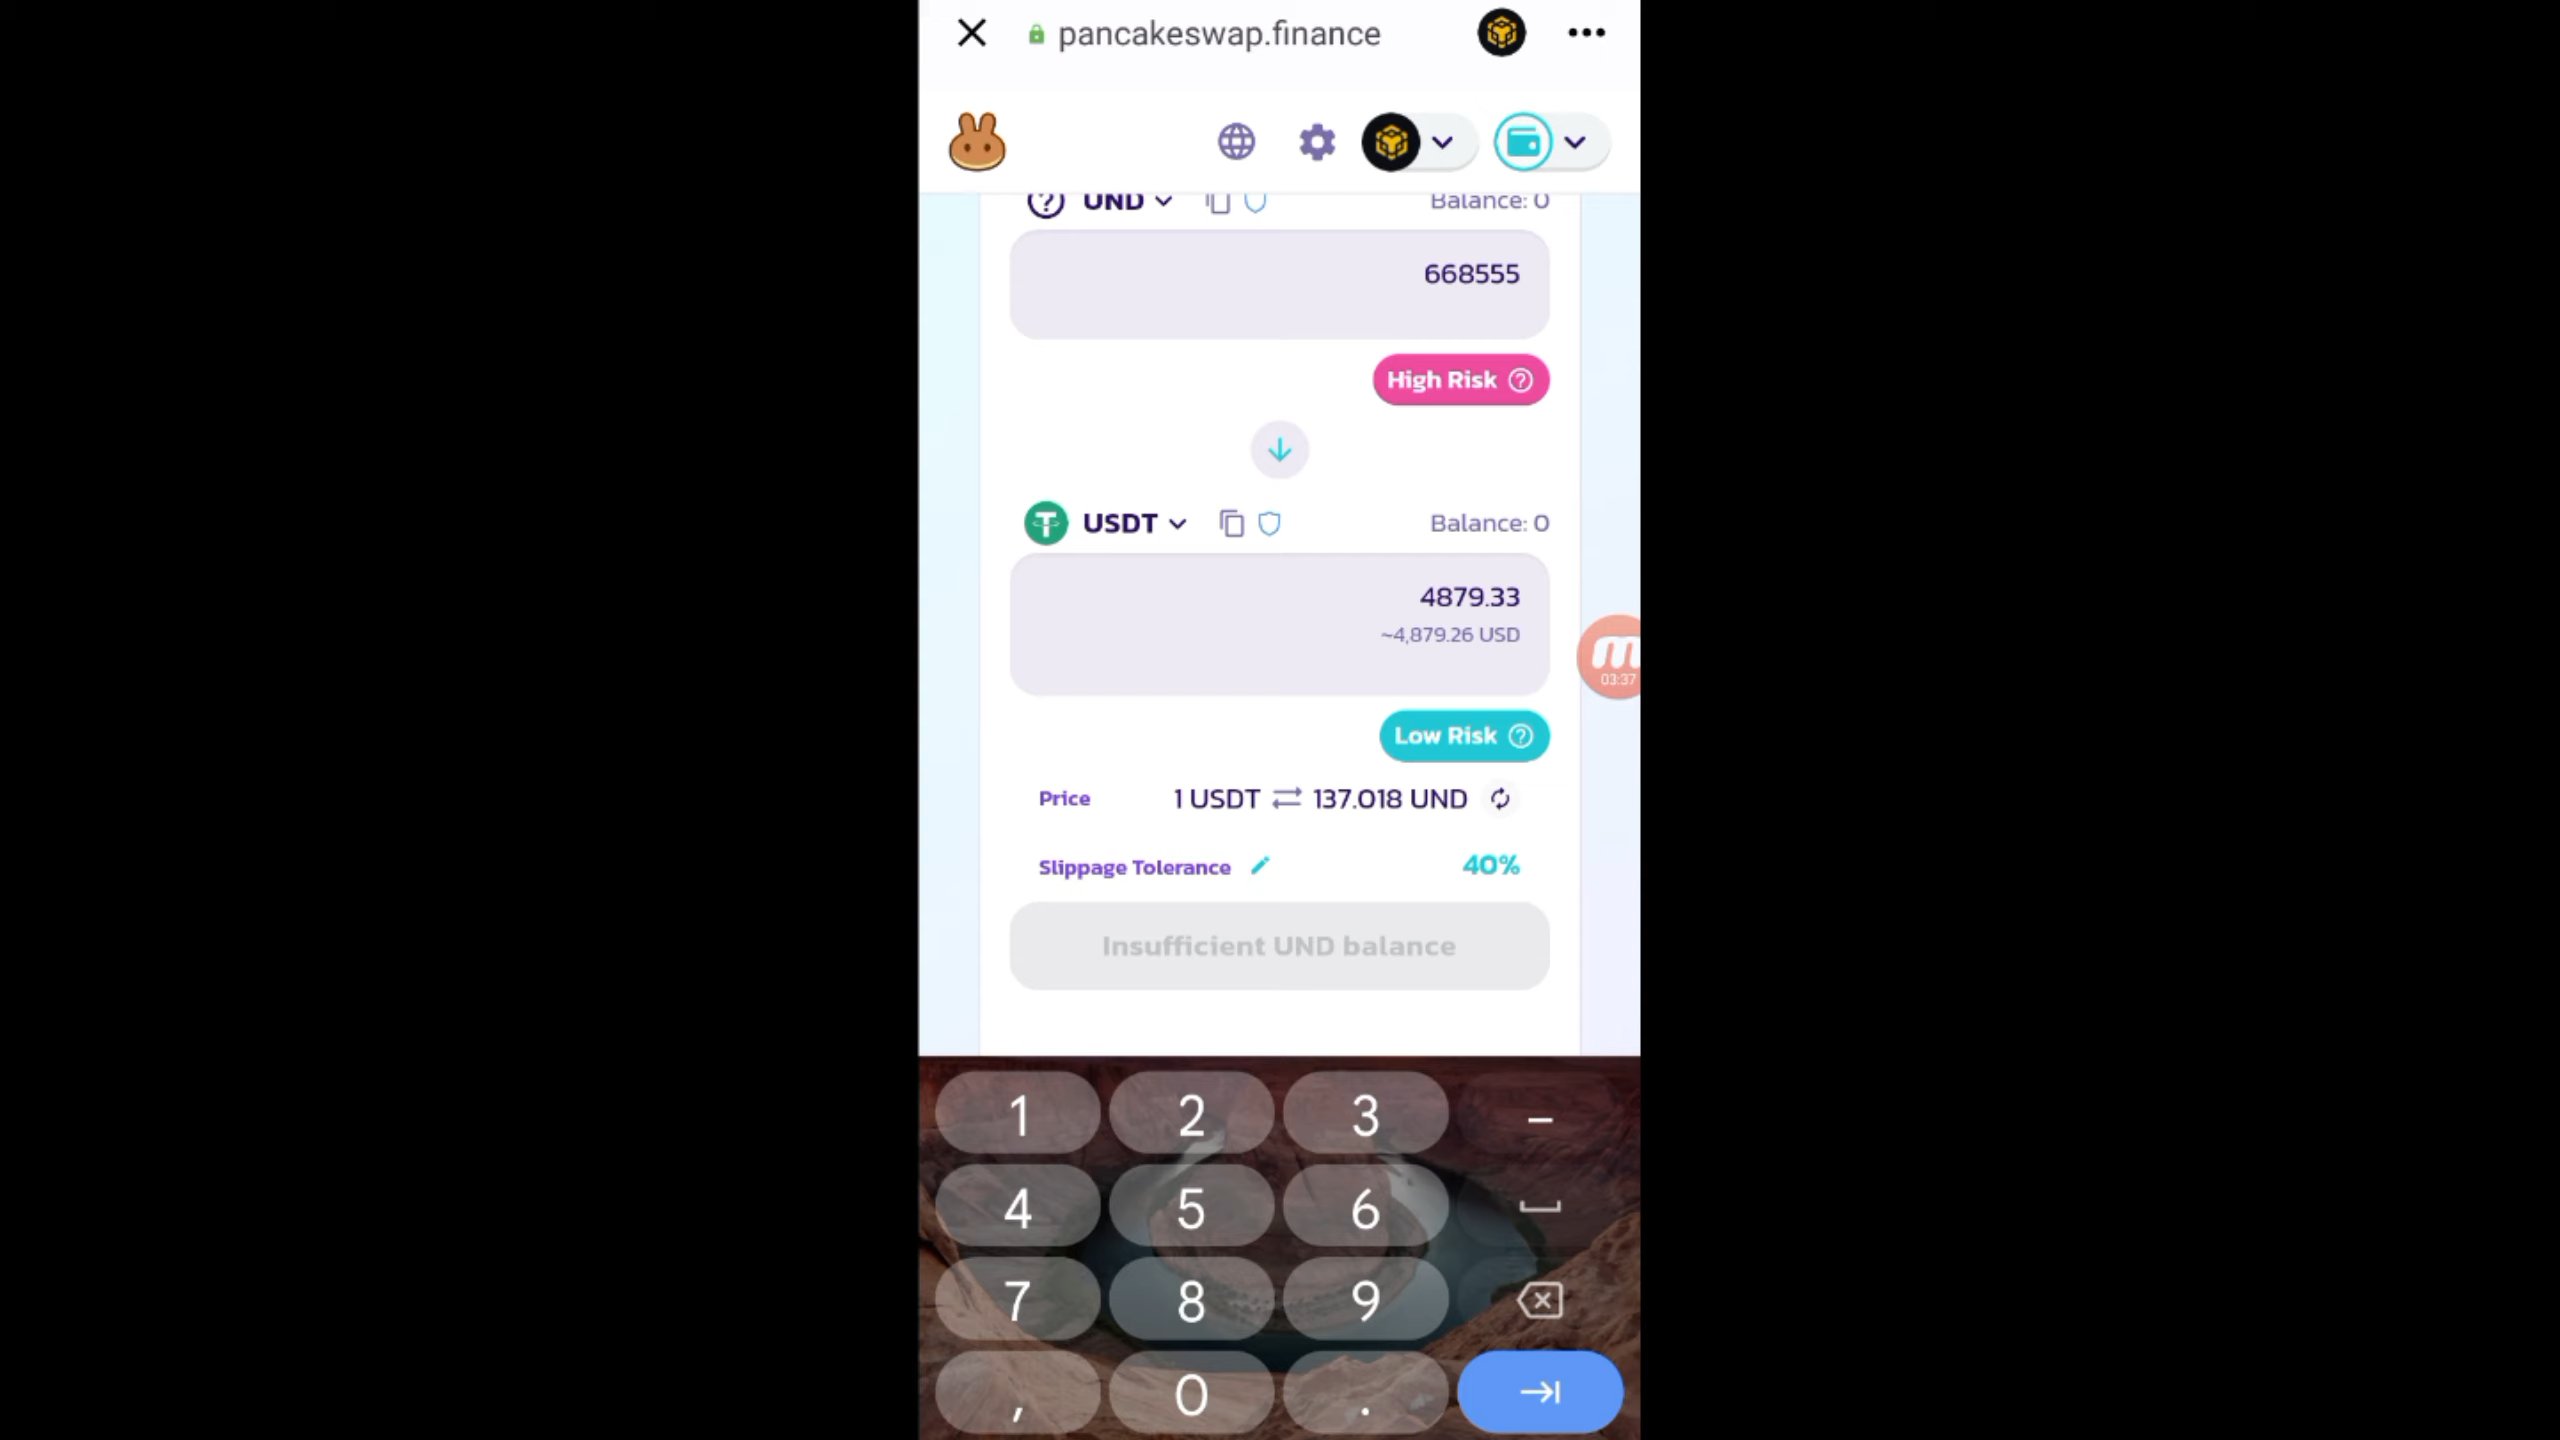 pancakeswap.finance
UND
Balance: 0
668555
High Risk
USDT
Balance: 0
4879.33
~4,879.26 USD
03:37
Low Risk
Price 1 USDT 137.018 UND
Slippage Tolerance 40%
Insufficient UND balance
1 2 3 –
4 5 6
7 8 9
, 0 .